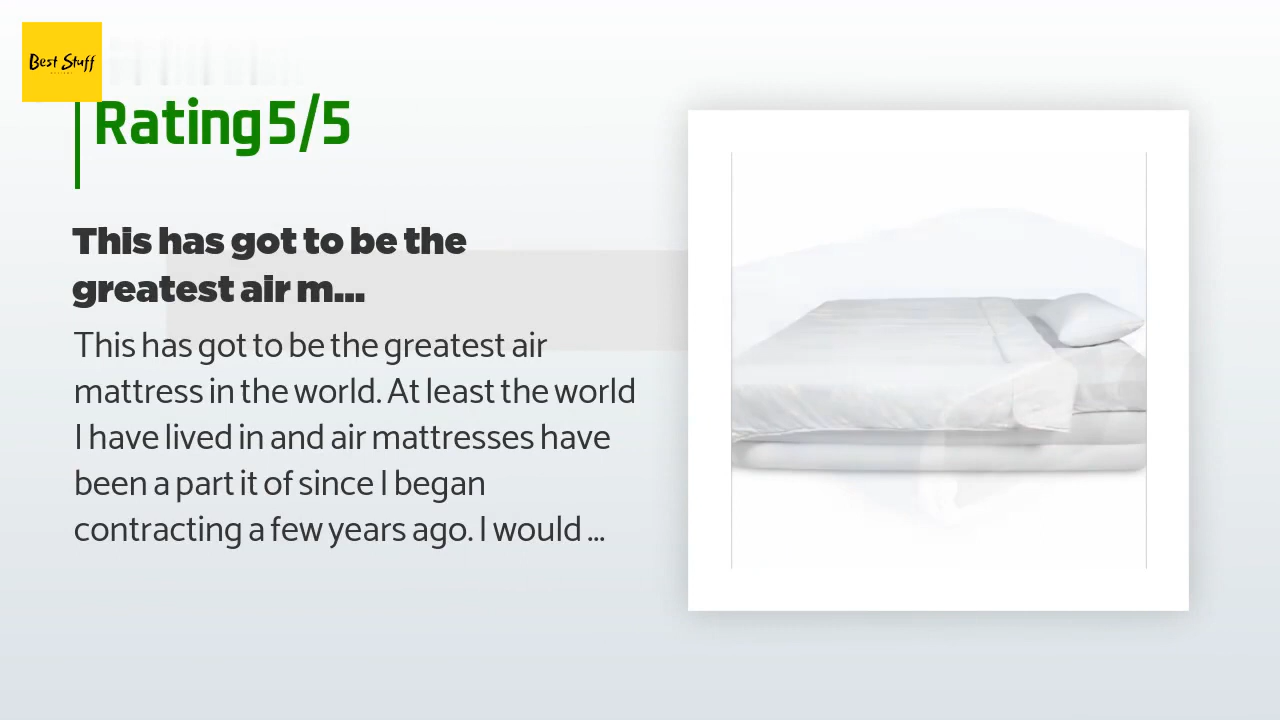 Best Stuff
Rating 5/5
This has got to be the
greatest air m...
This has got to be the greatest air
mattress in the world. At least the world
I have lived in and air mattresses have
been a part it of since I began
contracting a few years ago. I would ...